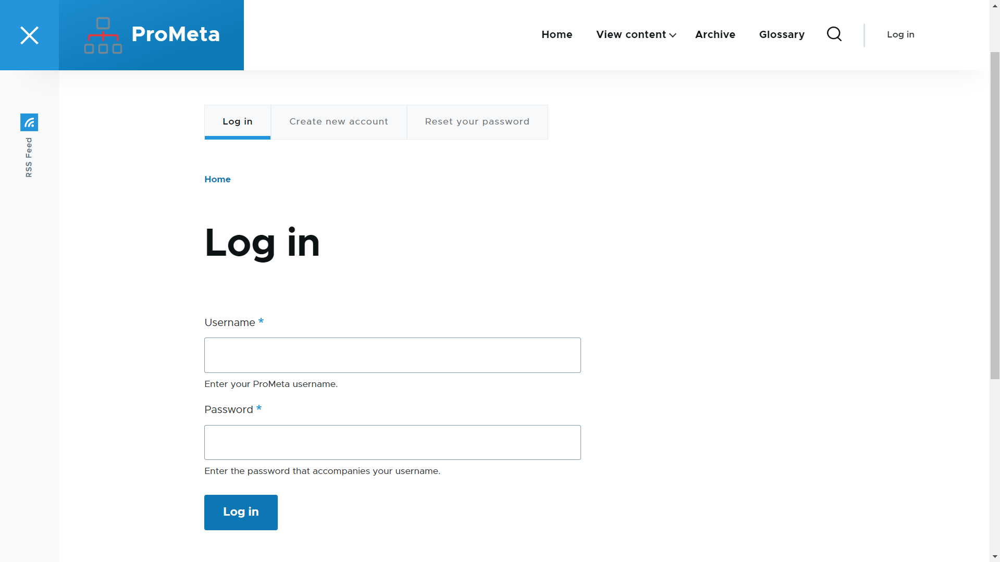 ProMeta
Home View content Archive Glossary Log in
RSS Feed
Log in Create new account Reset your password
Home
Log in
Username *
Enter your ProMeta username.
Password *
Enter the password that accompanies your username.
Log in